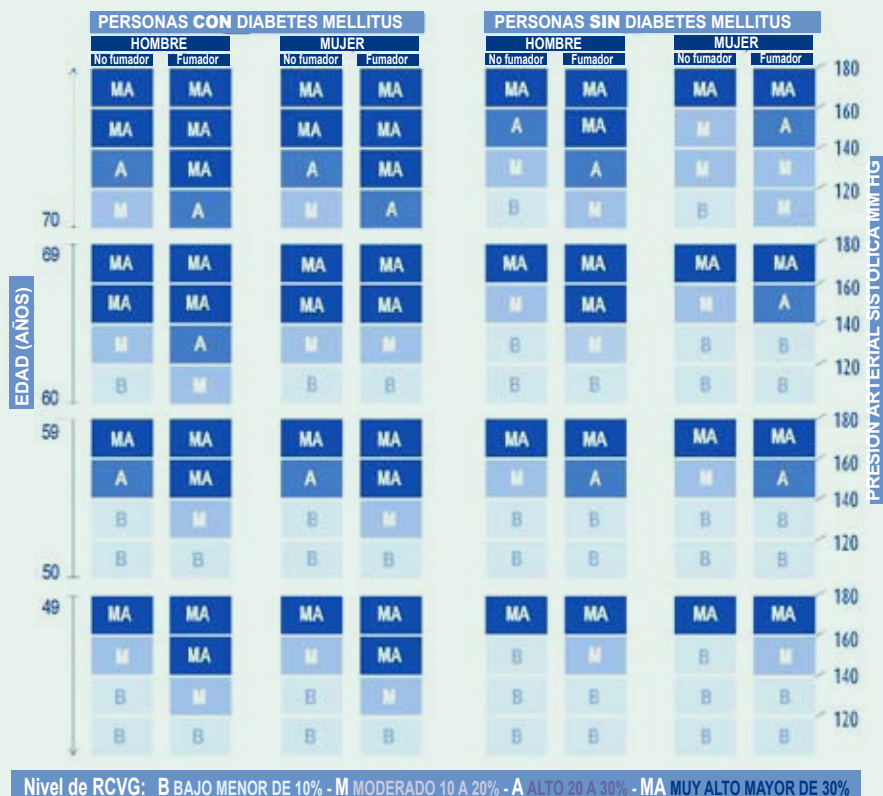 PERSONAS CON DIABETES MELLITUS PERSONAS SIN DIABETES MELLITUS
HOMBRE MUJER HOMBRE MUJER
No fumador Fumador No fumador Fumador No fumador Fumador No fumador Fumador
180
MA MA MA MA MA MA MA MA
160
MA MA MA MA A MA M A
140
A MA A MA M A M M
120
M A M A B M B M
70
69 180
MA MA MA MA MA MA MA MA
160
MA MA MA MA M MA M A
140
M A M M B M B B
120
B M B B B B B B
60
59 180
MA MA MA MA MA MA MA MA
160
A MA A MA M A M A
140
B M B M B B B B
120
B B B B B B B B
50
49 180
MA MA MA MA MA MA MA MA
160
M MA M MA B M B M
140
B M B M B B B B
120
B B B B B B B B
EDAD (AÑOS)
PRESION ARTERIAL SISTOLICA MM HG
Nivel de RCVG: B BAJO MENOR DE 10% - M MODERADO 10 A 20% - A ALTO 20 A 30% - MA MUY ALTO MAYOR DE 30%